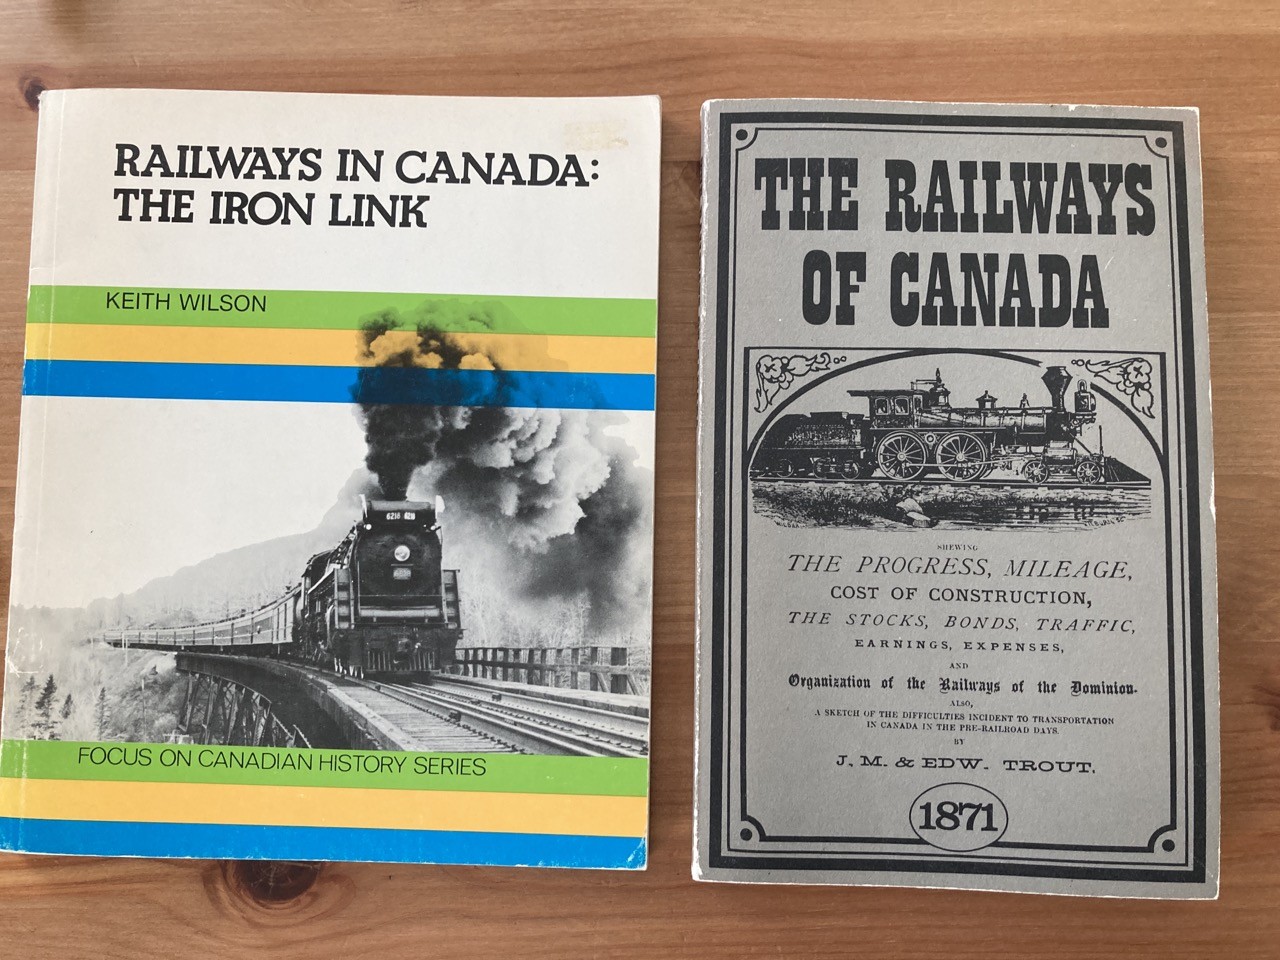 RAILWAYS IN CANADA:
THE IRON LINK
KEITH WILSON
6218 6218
FOCUS ON CANADIAN HISTORY SERIES
THE RAILWAYS
OF CANADA
SHEWING
THE PROGRESS, MILEAGE,
COST OF CONSTRUCTION,
THE STOCKS, BONDS, TRAFFIC,
EARNINGS, EXPENSES,
AND
Organization of the Railways of the Dominion.
ALSO,
A SKETCH OF THE DIFFICULTIES INCIDENT TO TRANSPORTATION
IN CANADA IN THE PRE-RAILROAD DAYS.
BY
J. M. & EDW. TROUT.
1871